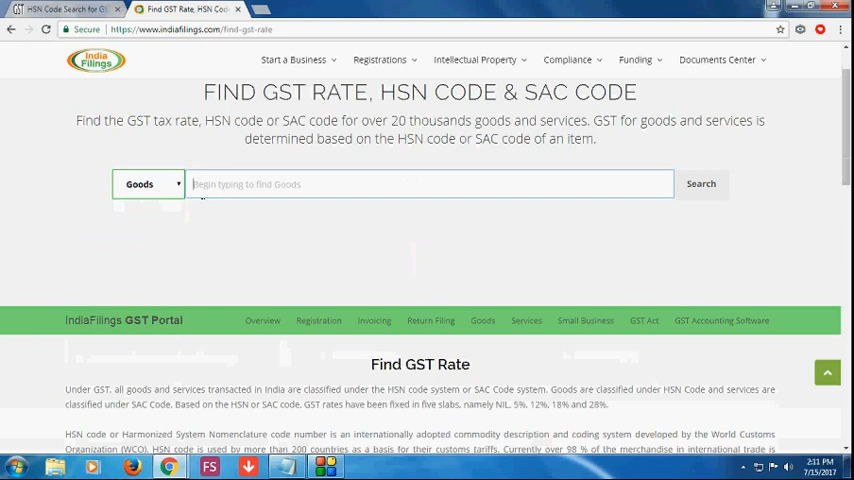 HSN Code Search for GS
Find GST Rate, HSN Code
Secure
https://www.indiafilings.com/find-gst-rate
India Filings
Start a Business
Registrations
Intellectual Property
Compliance
Funding
Documents Center
FIND GST RATE, HSN CODE & SAC CODE
Find the GST tax rate, HSN code or SAC code for over 20 thousands goods and services. GST for goods and services is
determined based on the HSN code or SAC code of an item.
Goods
Begin typing to find Goods
Search
IndiaFilings GST Portal
Overview
Registration
Invoicing
Return Filing
Goods
Services
Small Business
GST Act
GST Accounting Software
Find GST Rate
Under GST, all goods and services transacted in India are classified under the HSN code system or SAC Code system. Goods are classified under HSN Code and services are
classified under SAC Code. Based on the HSN or SAC code, GST rates have been fixed in five slabs, namely NIL, 5%, 12%, 18% and 28%.
HSN code or Harmonized System Nomenclature code number is an internationally adopted commodity description and coding system developed by the World Customs
Organization (WCO). HSN code is used by more than 200 countries as a basis for their customs tariffs. Currently over 98 % of the merchandise in international trade is
FS
2:11 PM
7/15/2017